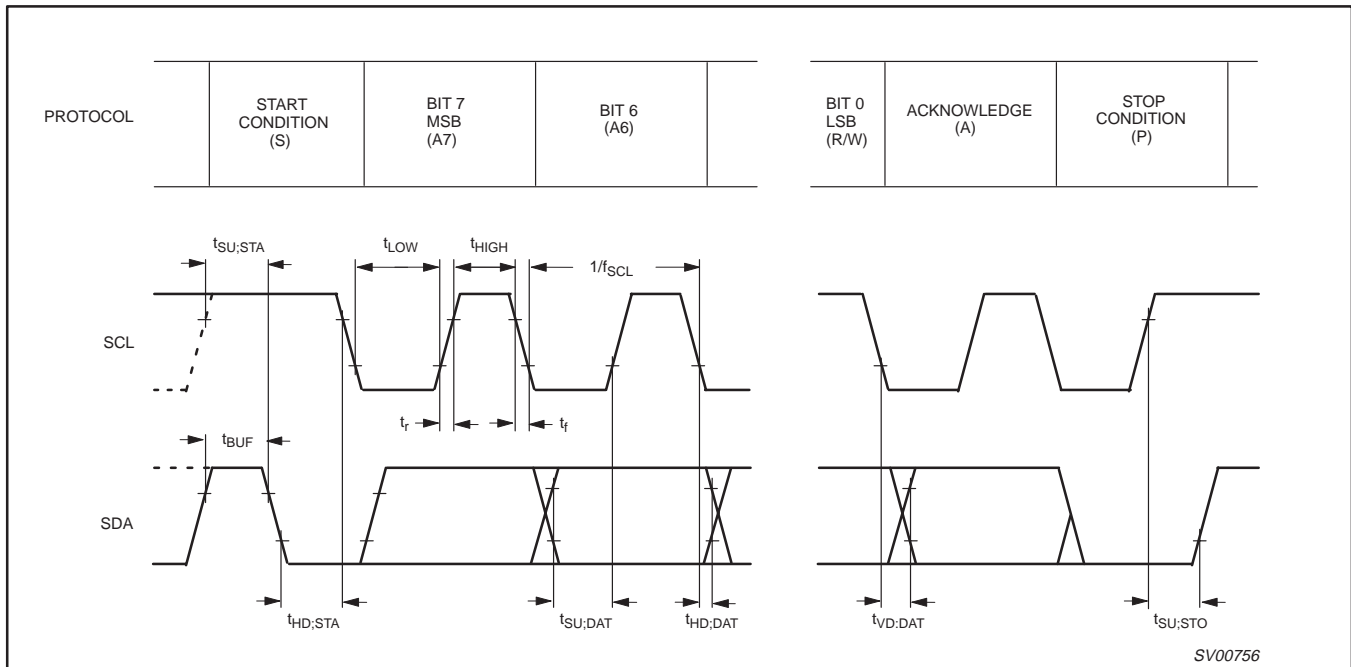 PROTOCOL
START
CONDITION
(S)
BIT 7
MSB
(A7)
BIT 6
(A6)
BIT 0
LSB
(R/W)
ACKNOWLEDGE
(A)
STOP
CONDITION
(P)
tSU;STA
tLOW
tHIGH
1/fSCL
SCL
tr
tf
tBUF
SDA
tHD;STA
tSU;DAT
tHD;DAT
tVD:DAT
tSU;STO
SV00756